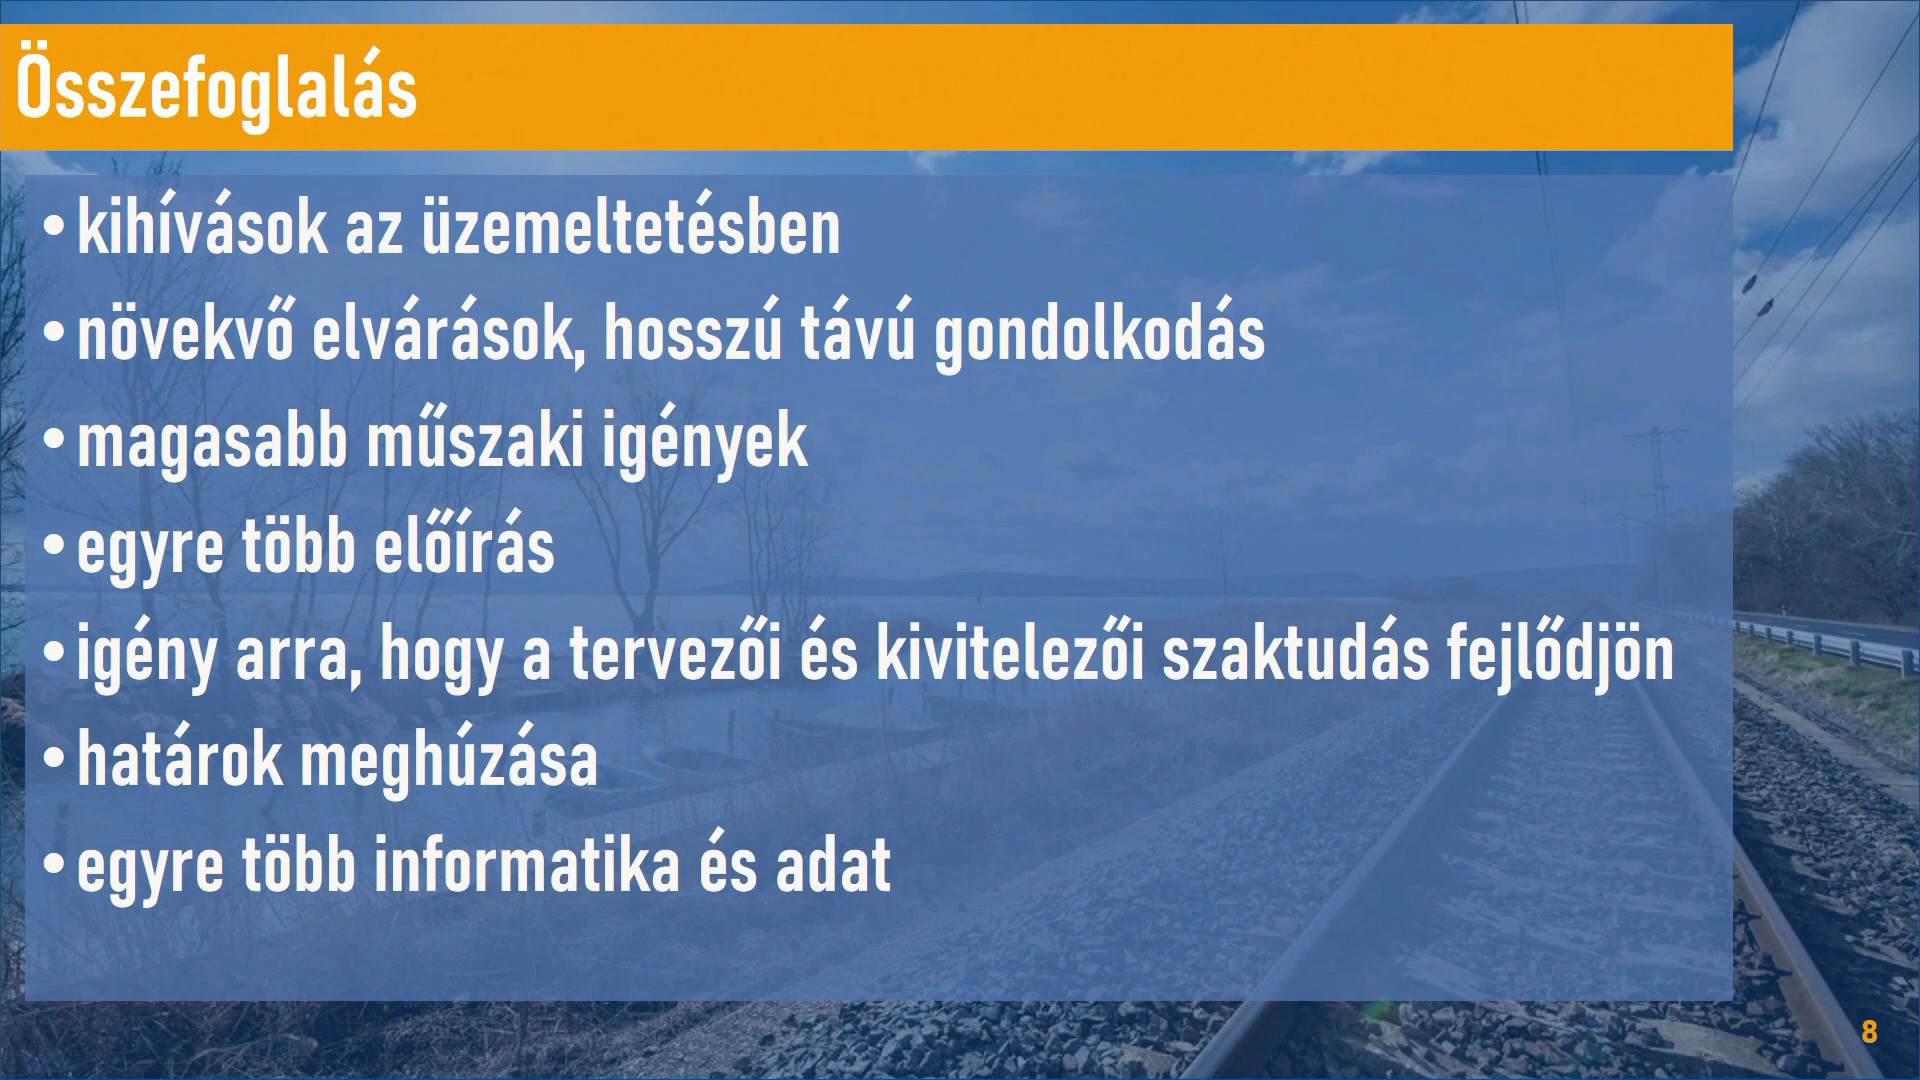 Összefoglalás
• kihívások az üzemeltetésben
• növekvő elvárások, hosszú távú gondolkodás
• magasabb műszaki igények
• egyre több előírás
• igény arra, hogy a tervezői és kivitelezői szaktudás fejlődjön
• határok meghúzása
• egyre több informatika és adat
8